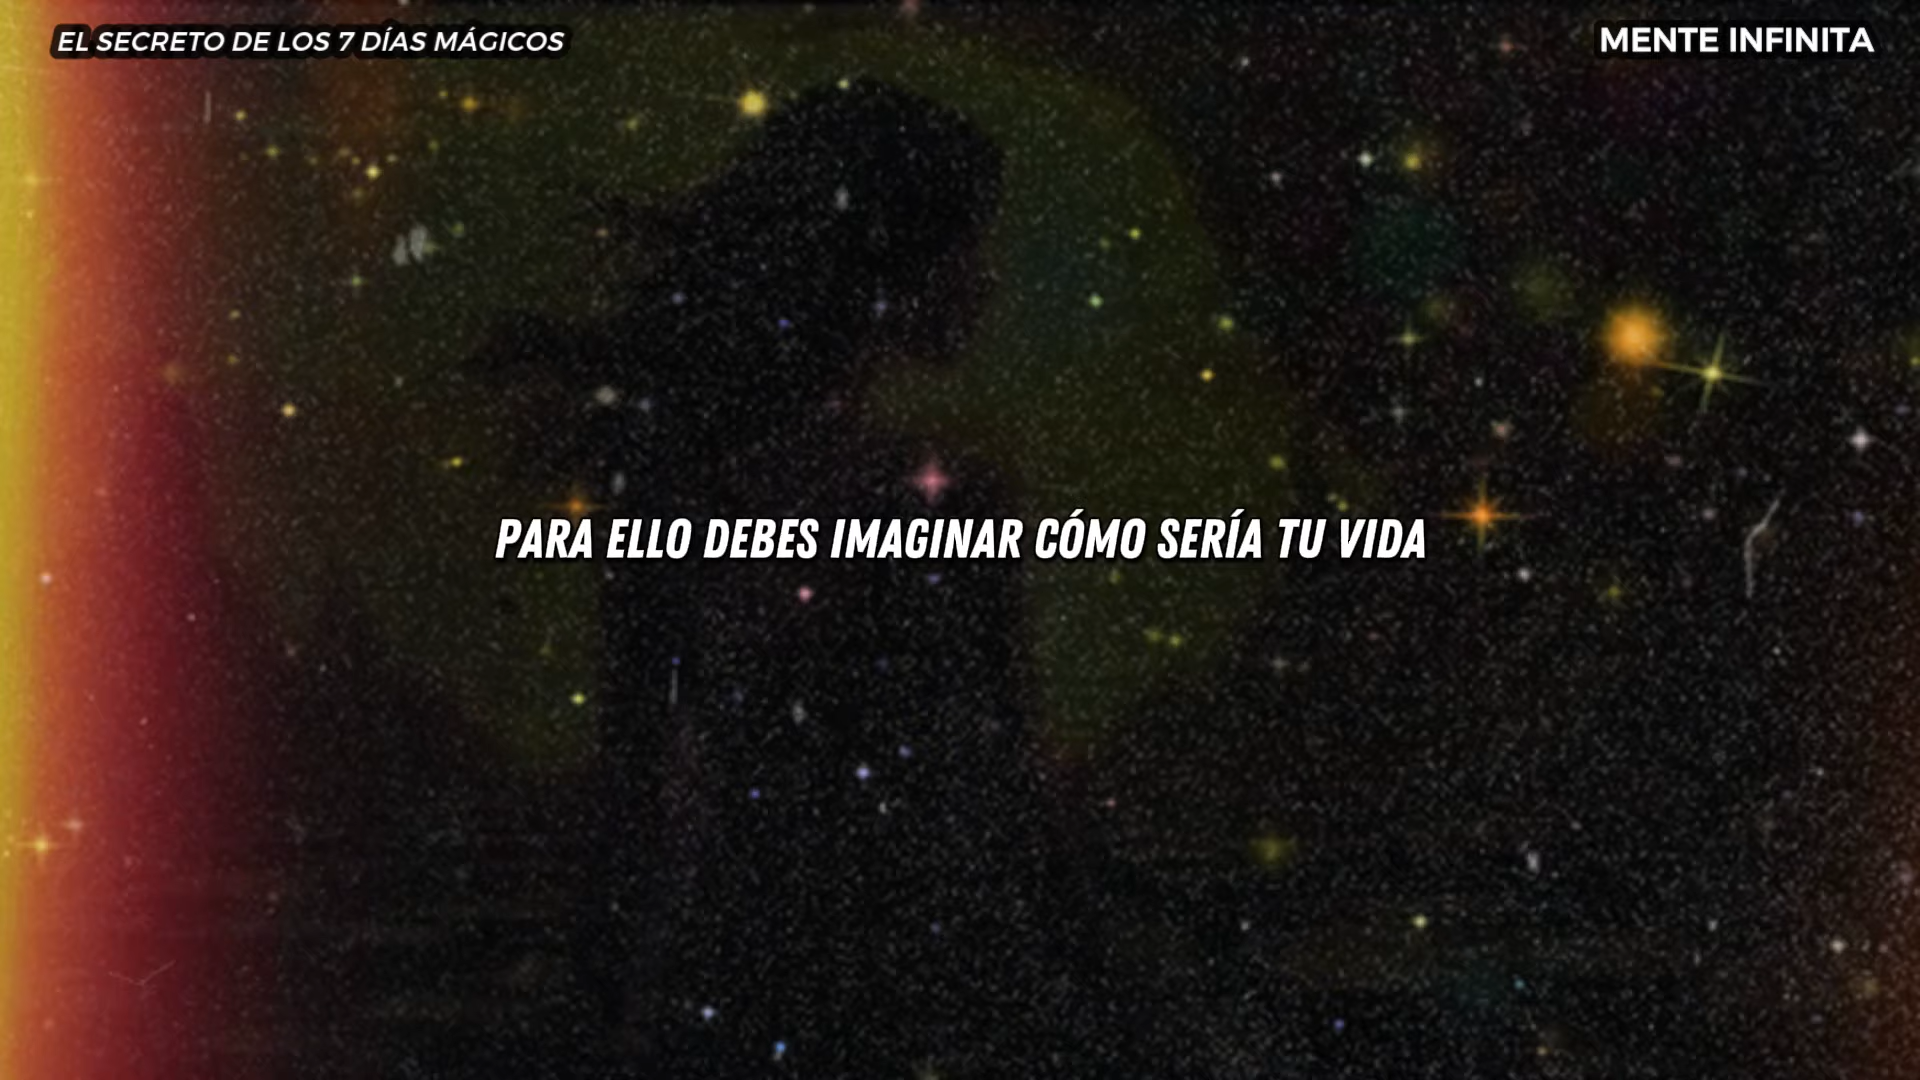 EL SECRETO DE LOS 7 DÍAS MÁGICOS
MENTE INFINITA
PARA ELLO DEBES IMAGINAR CÓMO SERÍA TU VIDA